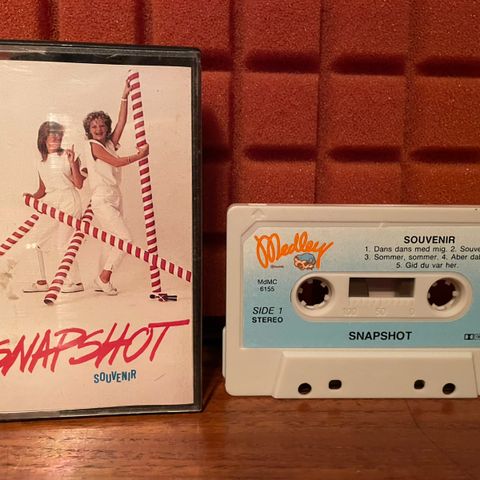 SNAPSHOT
SOUVENIR
Medley
MdMC
6155
SIDE 1
STEREO
SOUVENIR
1. Dans dans med mig. 2. Souve
3. Sommer, sommer. 4. Aber da
5. Gid du var her.
100 50 0
SNAPSHOT